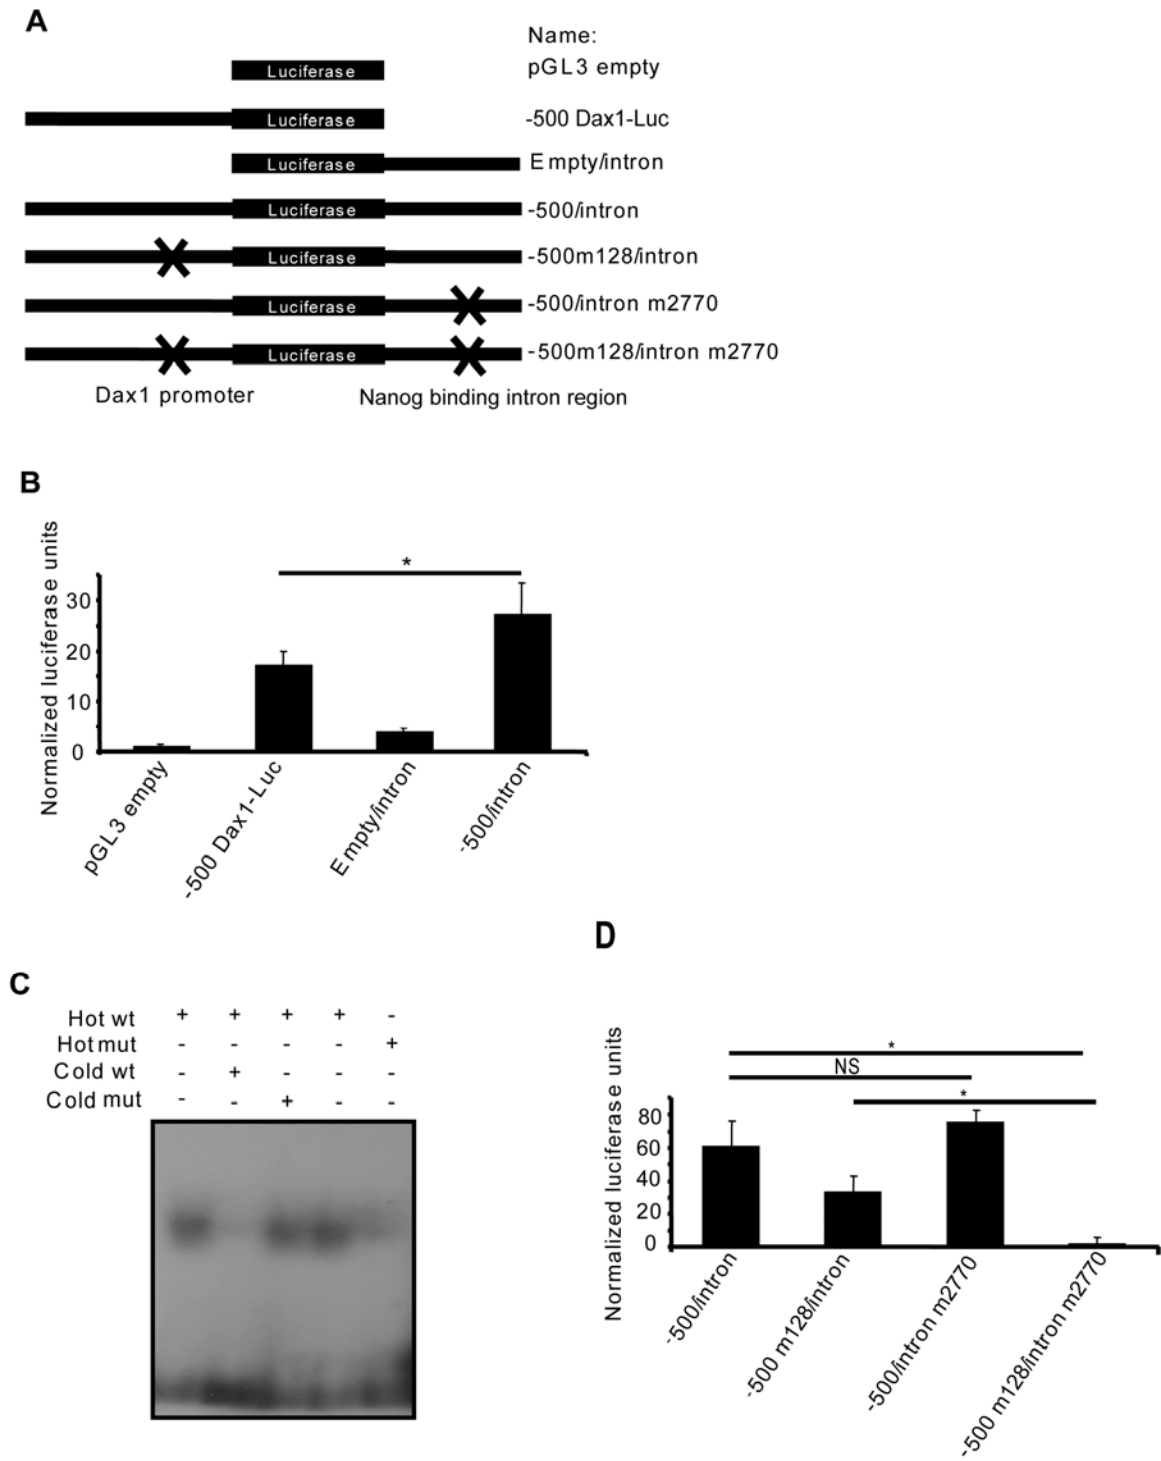 A
Name:
Luciferase pGL3 empty
Luciferase -500 Dax1-Luc
Luciferase Empty/intron
Luciferase -500/intron
Luciferase -500m128/intron
Luciferase -500/intron m2770
Luciferase -500m128/intron m2770
Dax1 promoter Nanog binding intron region
B
Normalized luciferase units
*
30
20
10
0
pGL3 empty
-500 Dax1-Luc
Empty/intron
-500/intron
C
Hot wt + + + + -
Hot mut - - - - +
Cold wt - + - - -
Cold mut - - + - -
D
Normalized luciferase units
*
NS
*
80
60
40
20
0
-500/intron
-500 m128/intron
-500/intron m2770
-500 m128/intron m2770